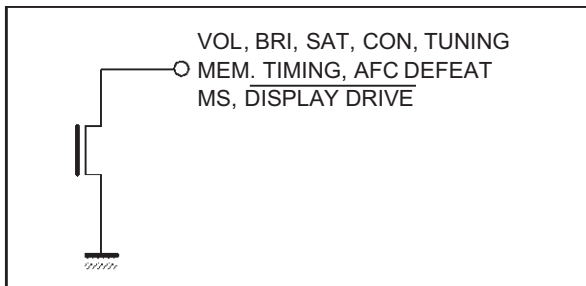 VOL, BRI, SAT, CON, TUNING
MEM. TIMING, AFC DEFEAT
MS, DISPLAY DRIVE